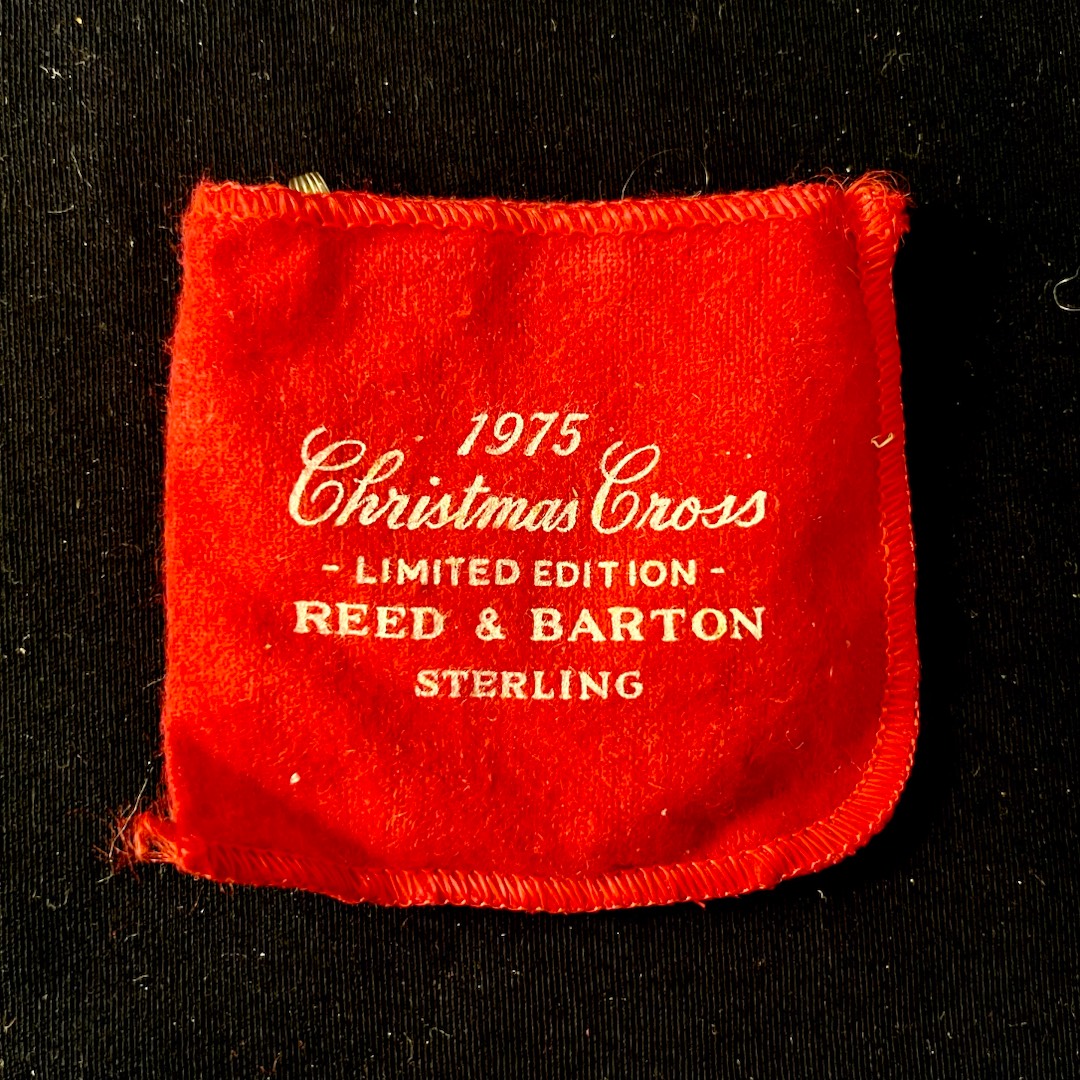 1975
Christmas Cross
- LIMITED EDITION -
REED & BARTON
STERLING